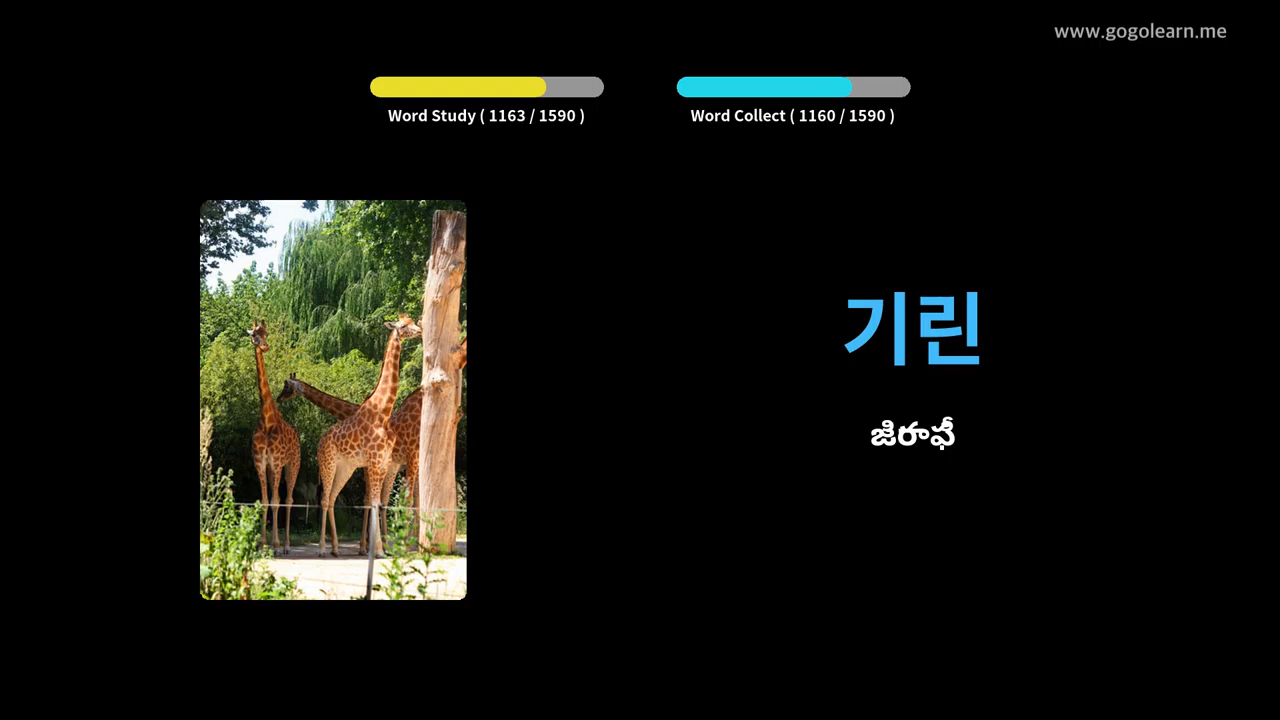 www.gogolearn.me
Word Study ( 1163 / 1590 )
Word Collect ( 1160 / 1590 )
기린
జిరాఫీ